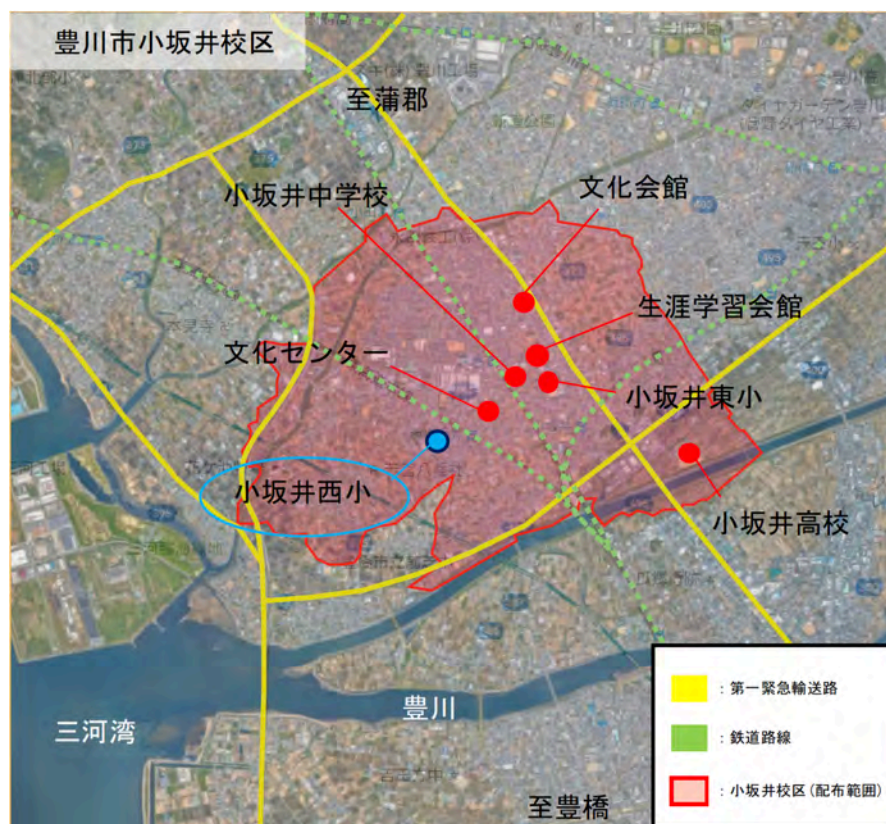 豊川市小坂井校区
至蒲郡
小坂井中学校
文化会館
生涯学習会館
文化センター
小坂井東小
小坂井西小
小坂井高校
豊川
三河湾
至豊橋
：第一緊急輸送路
：鉄道路線
：小坂井校区(配布範囲)